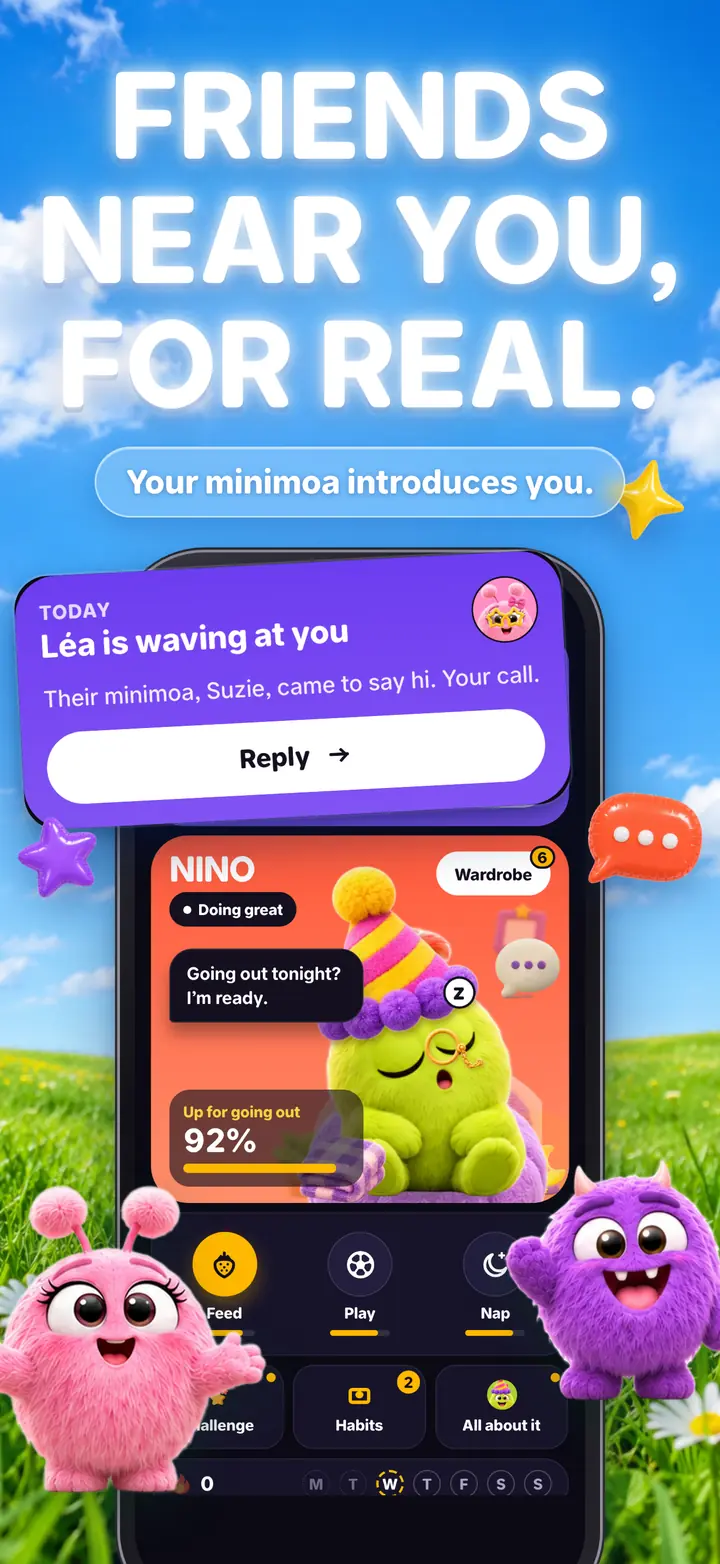 FRIENDS
NEAR YOU,
FOR REAL.
Your minimoa introduces you.
TODAY
Léa is waving at you
Their minimoa, Suzie, came to say hi. Your call.
Reply →
NINO
Wardrobe
6
Doing great
Going out tonight?
I'm ready.
z
Up for going out
92%
Feed
Play
Nap
2
Habits
All about it
0
M T W T F S S